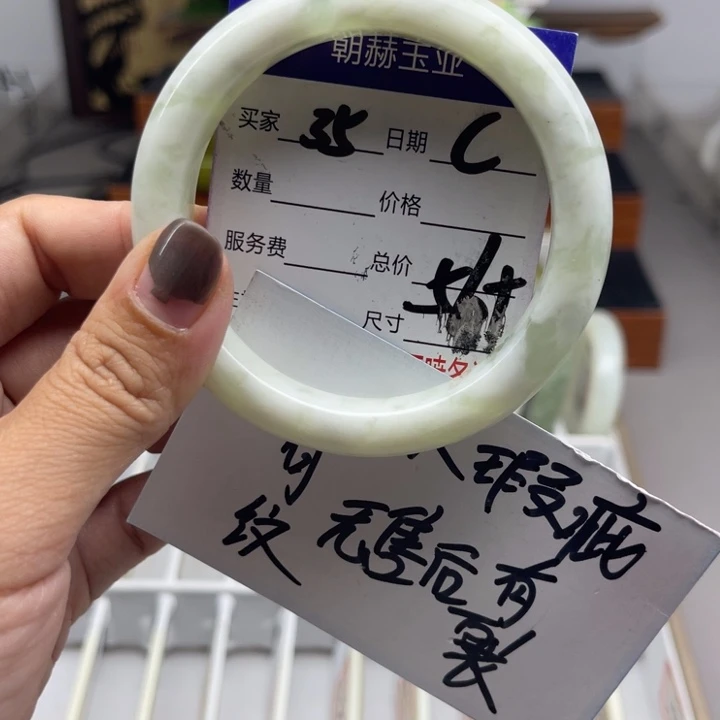 朝赫宝业
买家 35 日期 C
数量 价格
服务费 总价
尺寸
瑕疵
纹 无售后有
裂